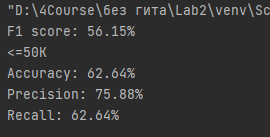 "D:\4Course\без гита\Lab2\venv\Sc
F1 score: 56.15%
<=50K
Accuracy: 62.64%
Precision: 75.88%
Recall: 62.64%